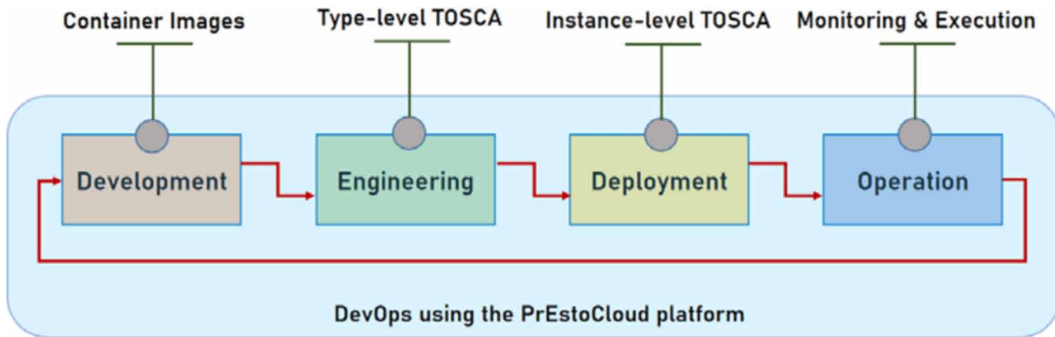 Container Images
Type-level TOSCA
Instance-level TOSCA
Monitoring & Execution
Development
Engineering
Deployment
Operation
DevOps using the PrEstoCloud platform